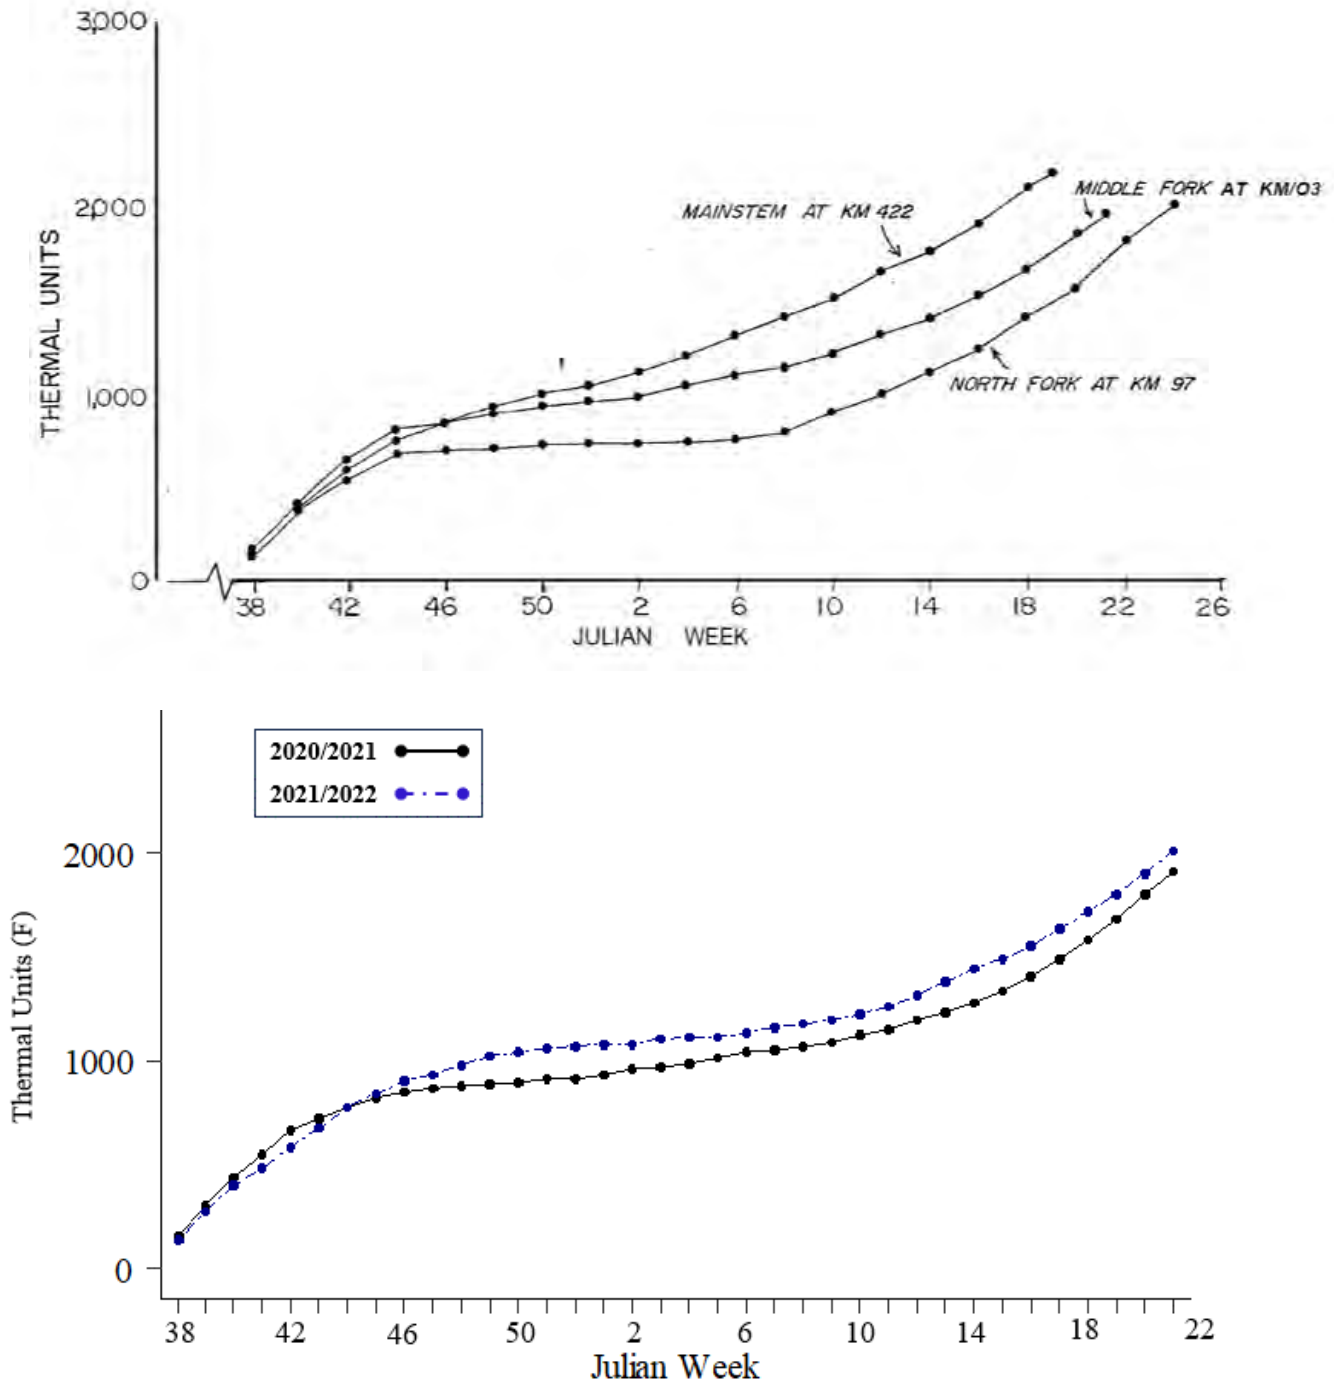 3,000
2,000
1,000
0
THERMAL UNITS
MAINSTEM AT KM 422
MIDDLE FORK AT KM/03
NORTH FORK AT KM 97
38 42 46 50 2 6 10 14 18 22 26
JULIAN WEEK
2020/2021
2021/2022
2000
1000
0
Thermal Units (F)
38 42 46 50 2 6 10 14 18 22
Julian Week